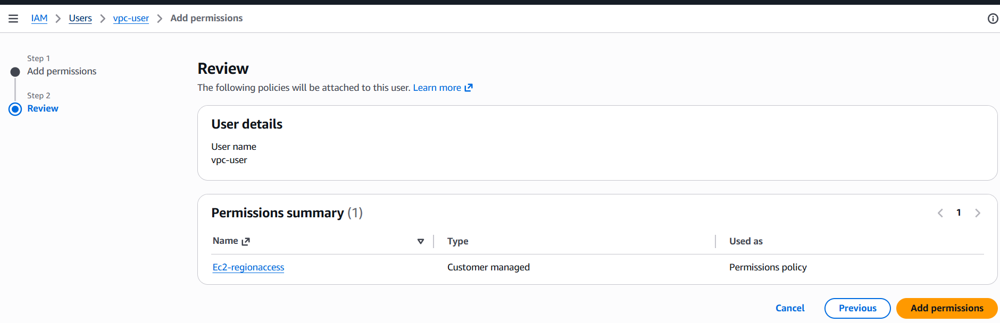 IAM > Users > vpc-user > Add permissions
Step 1
Add permissions
Step 2
Review
Review
The following policies will be attached to this user. Learn more
User details
User name
vpc-user
Permissions summary (1)
1
Name Type Used as
Ec2-regionaccess Customer managed Permissions policy
Cancel Previous Add permissions